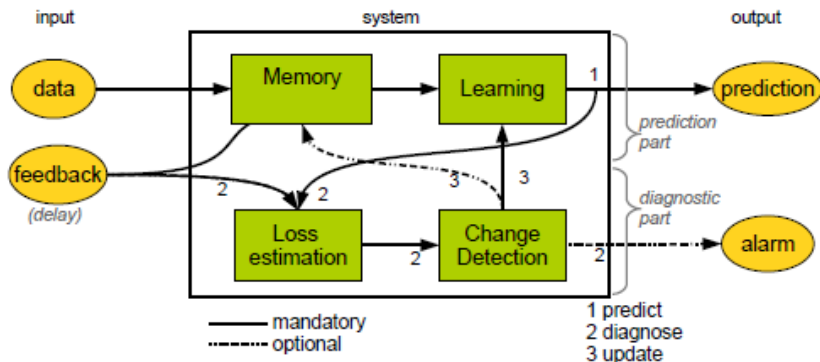 input
system
output
data
Memory
Learning
1
prediction
prediction
part
feedback
(delay)
2
2
3
3
diagnostic
part
Loss
estimation
2
Change
Detection
2
alarm
mandatory
optional
1 predict
2 diagnose
3 update